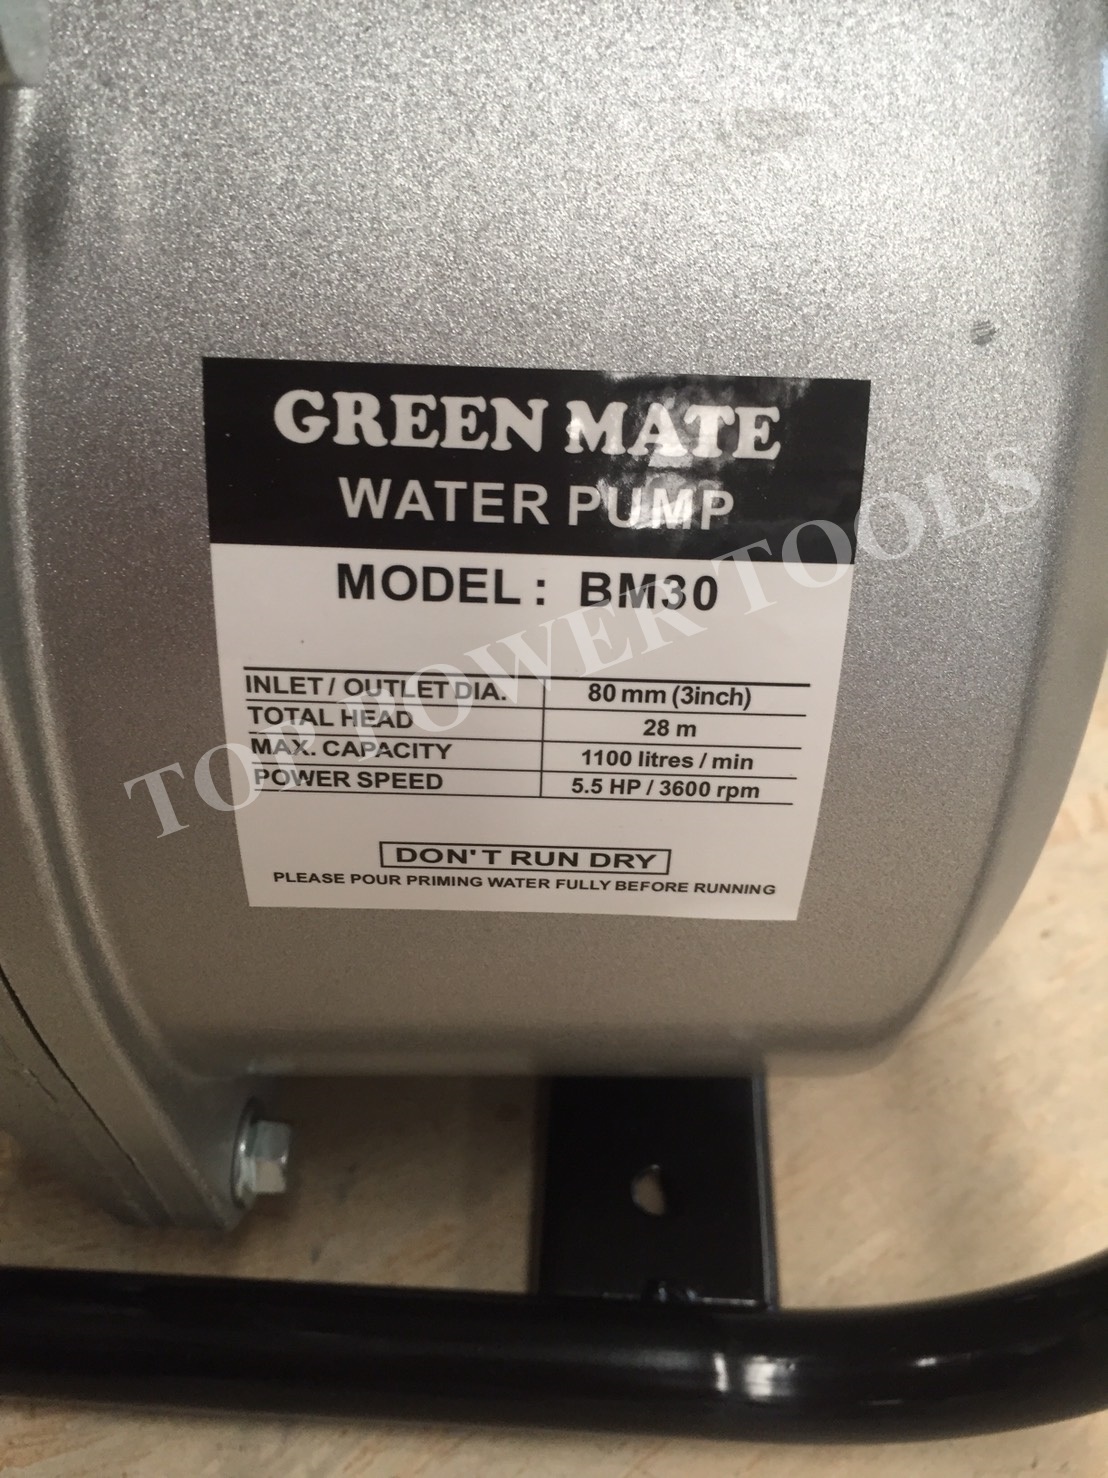 GREEN MATE
WATER PUMP
MODEL : BM30
INLET / OUTLET DIA. 80 mm (3inch)
TOTAL HEAD 28 m
MAX. CAPACITY 1100 litres / min
POWER SPEED 5.5 HP / 3600 rpm
DON'T RUN DRY
PLEASE POUR PRIMING WATER FULLY BEFORE RUNNING
TOP POWER TOOLS